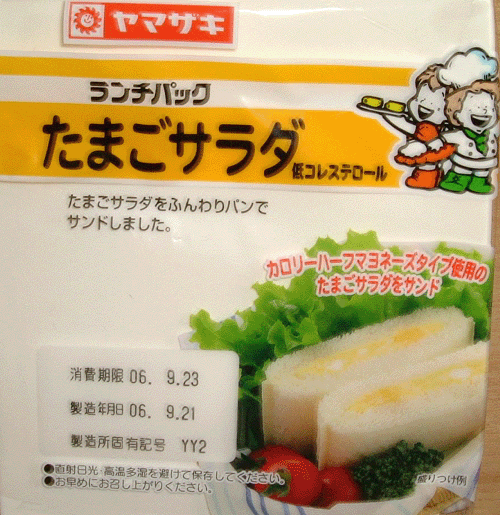 ヤマザキ
ランチパック
たまごサラダ
低コレステロール
たまごサラダをふんわりパンで
サンドしました。
カロリーハーフマヨネーズタイプ使用の
たまごサラダをサンド
消費期限 06. 9.23
製造年月日 06. 9.21
製造所固有記号 YY2
●直射日光・高温多湿を避けて保存してください。
●お早めにお召し上がりください。
盛りつけ例